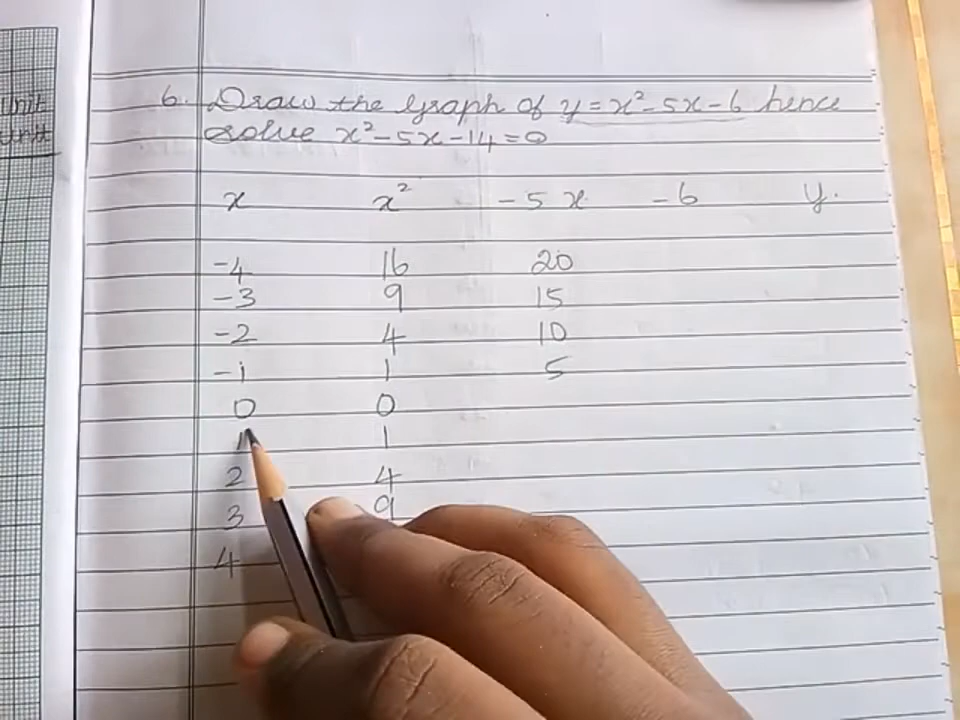 unit
unit
6. Draw the graph of y = x² - 5x - 6 hence
solve x² - 5x - 14 = 0
x x² - 5x - 6 y.
-4 16 20
-3 9 15
-2 4 10
-1 1 5
0 0
1 1
2 4
3 9
4